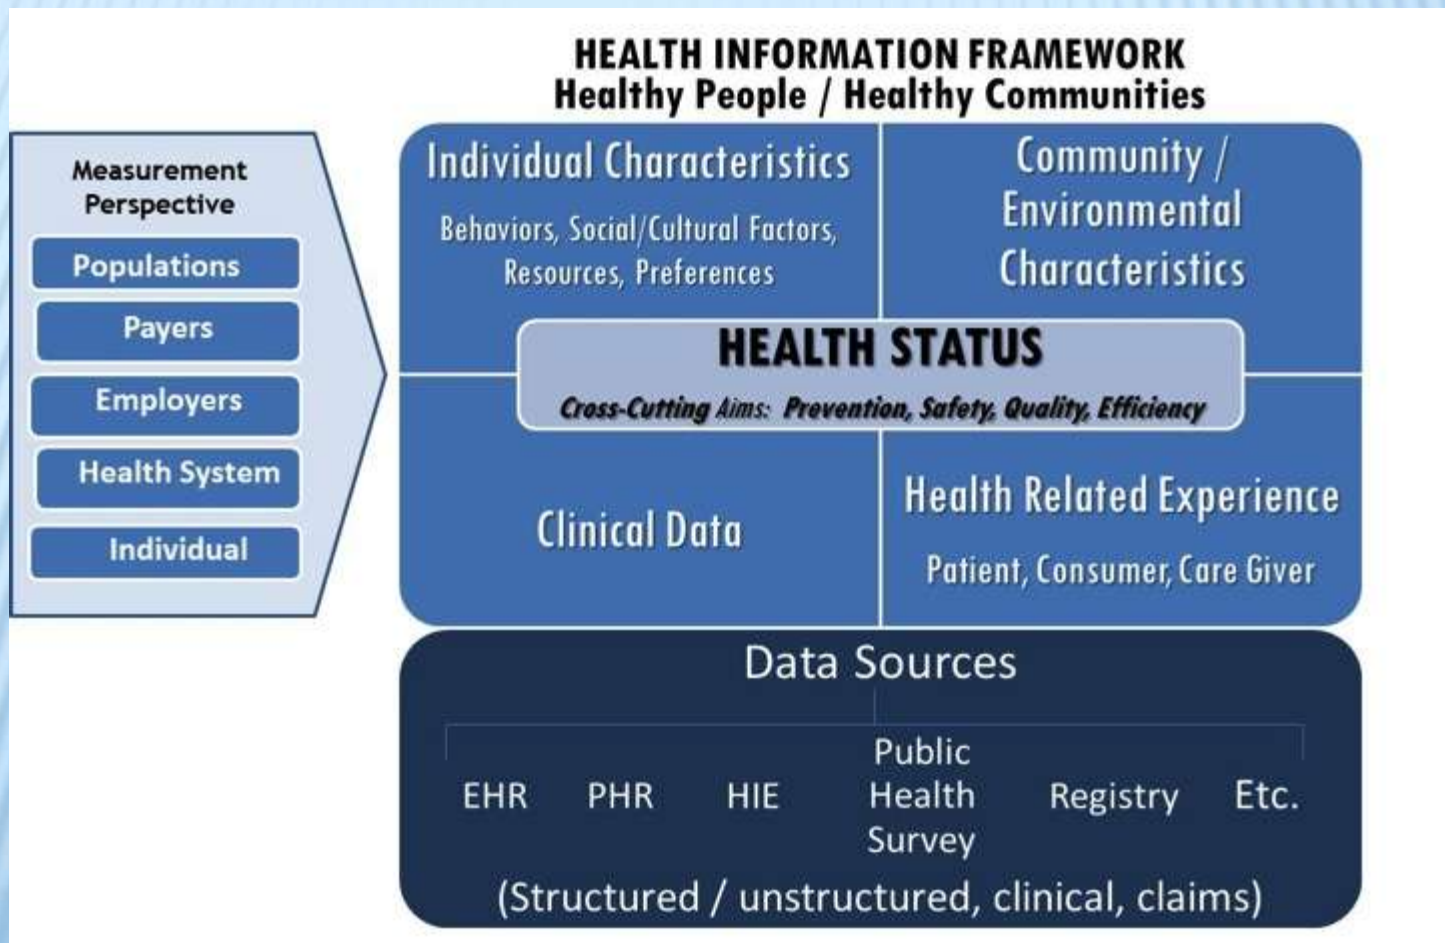 HEALTH INFORMATION FRAMEWORK
Healthy People / Healthy Communities
Measurement
Perspective
Populations
Payers
Employers
Health System
Individual
Individual Characteristics
Behaviors, Social/Cultural Factors,
Resources, Preferences
Community /
Environmental
Characteristics
HEALTH STATUS
Cross-Cutting Aims: Prevention, Safety, Quality, Efficiency
Clinical Data
Health Related Experience
Patient, Consumer, Care Giver
Data Sources
EHR
PHR
HIE
Public
Health
Survey
Registry
Etc.
(Structured / unstructured, clinical, claims)